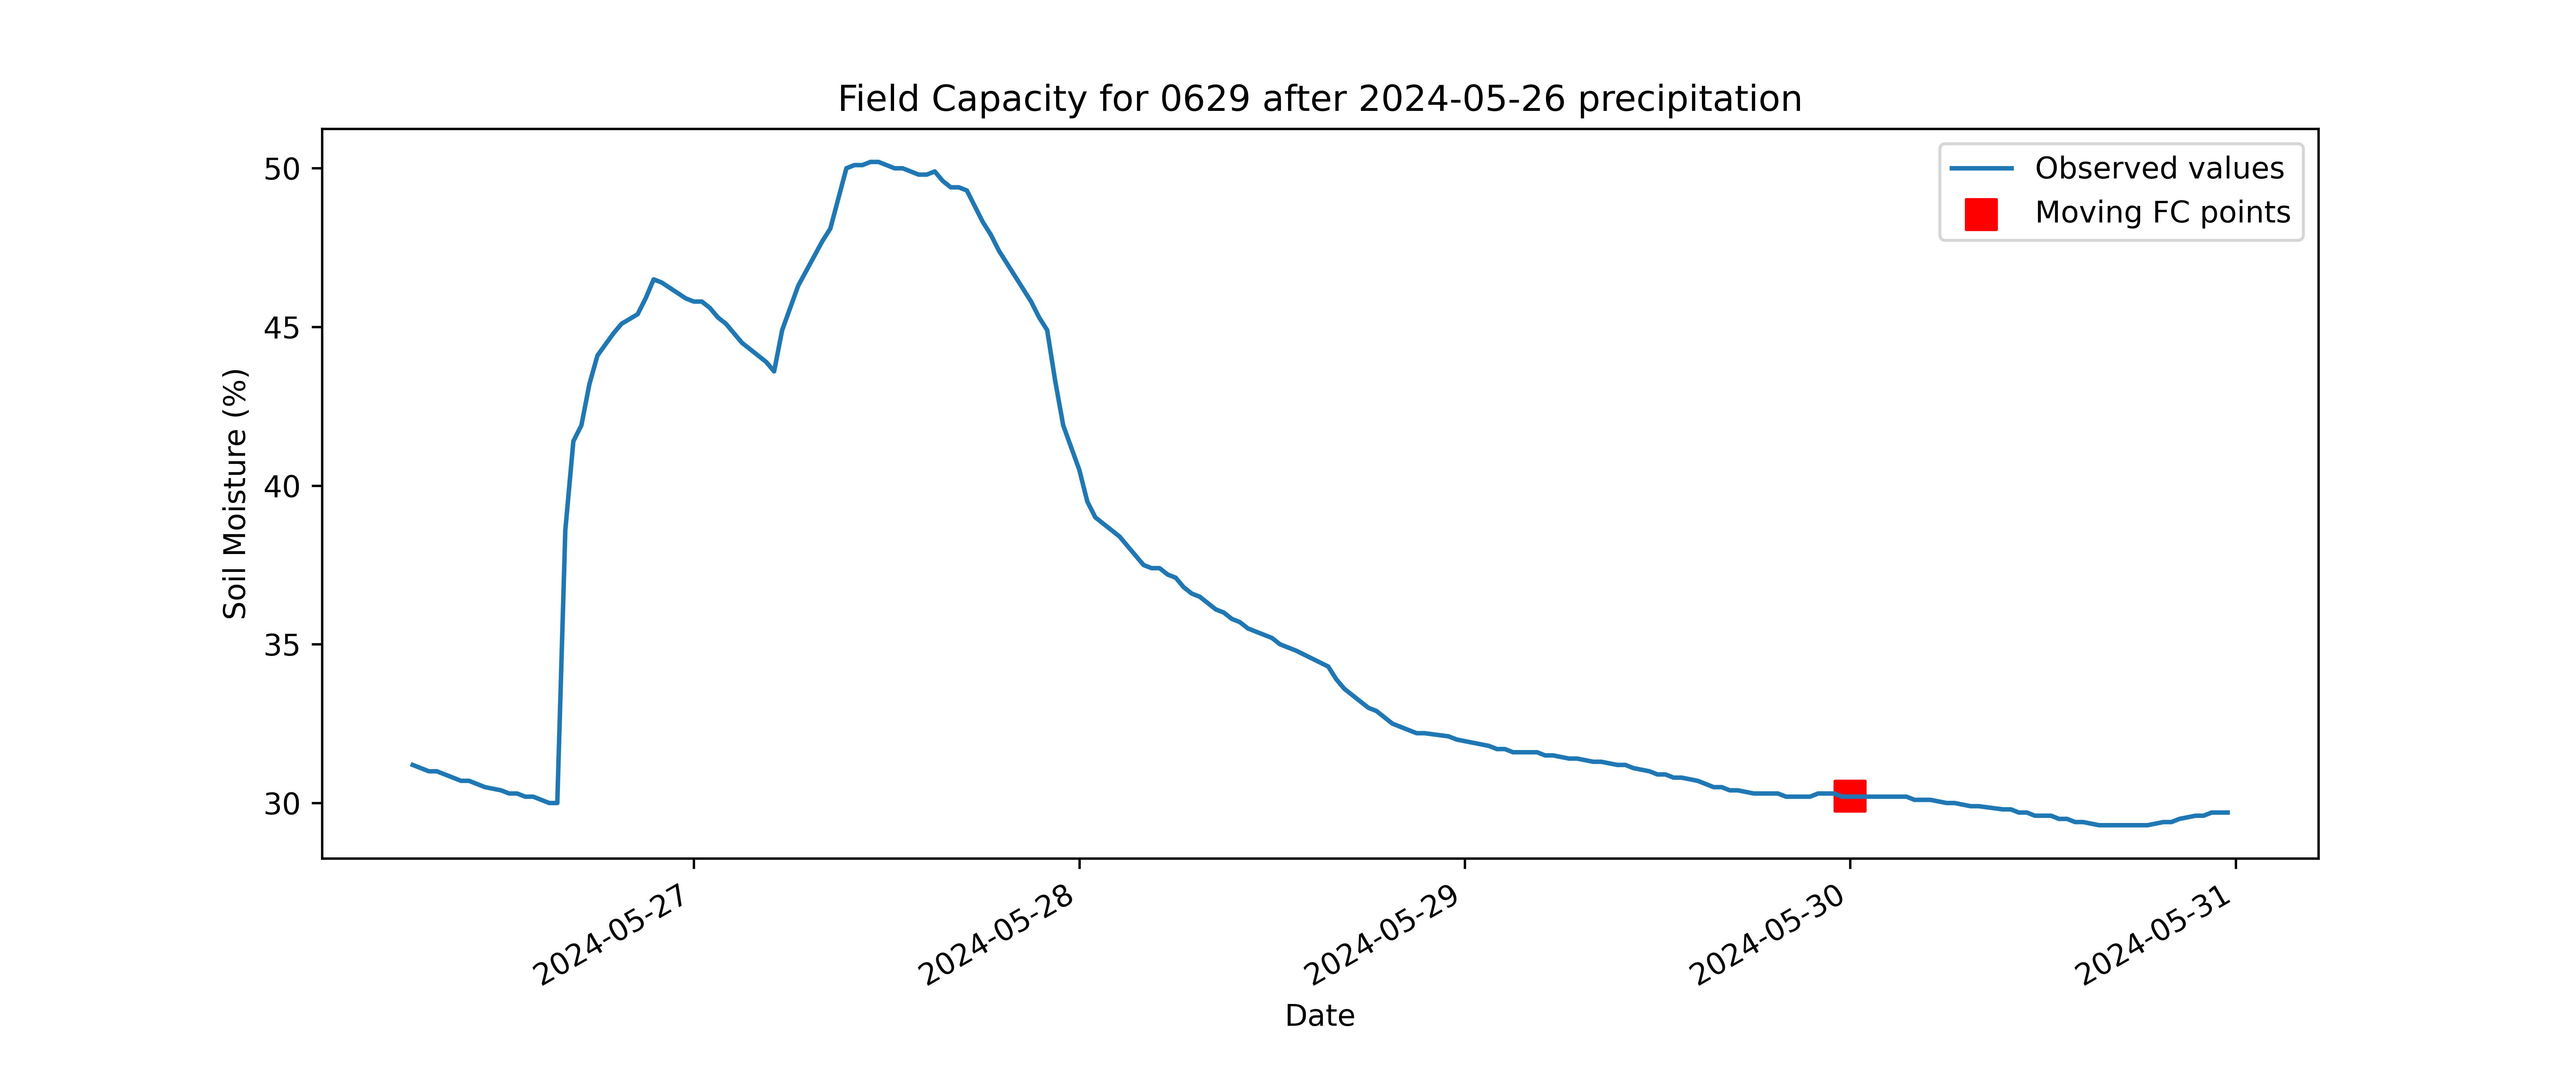 Field Capacity for 0629 after 2024-05-26 precipitation
Observed values
Moving FC points
Soil Moisture (%)
50
45
40
35
30
2024-05-27
2024-05-28
2024-05-29
2024-05-30
2024-05-31
Date